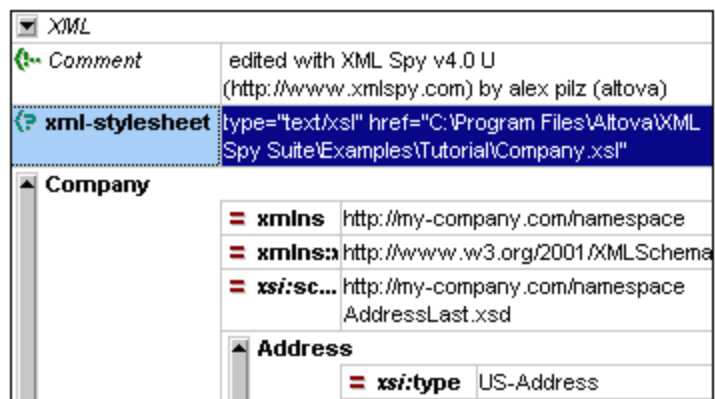 XML
Comment edited with XML Spy v4.0 U
(http://www.xmlspy.com) by alex pilz (altova)
xml-stylesheet type="text/xsl" href="C:\Program Files\Altova\XML
Spy Suite\Examples\Tutorial\Company.xsl"
Company
= xmlns http://my-company.com/namespace
= xmlns:x http://www.w3.org/2001/XMLSchema
= xsi:sc... http://my-company.com/namespace
AddressLast.xsd
Address
= xsi:type US-Address